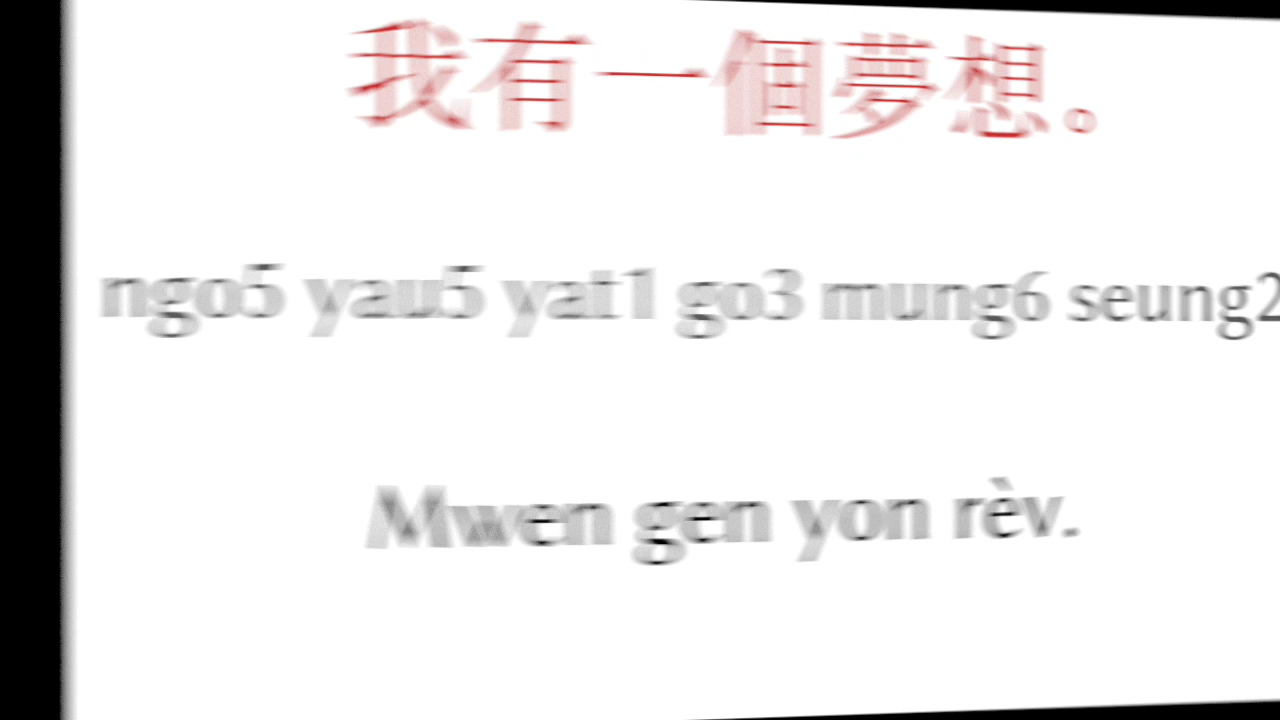 我有一個夢想。
ngo5 yau5 yat1 go3 mung6 seung2
Mwen gen yon rèv.